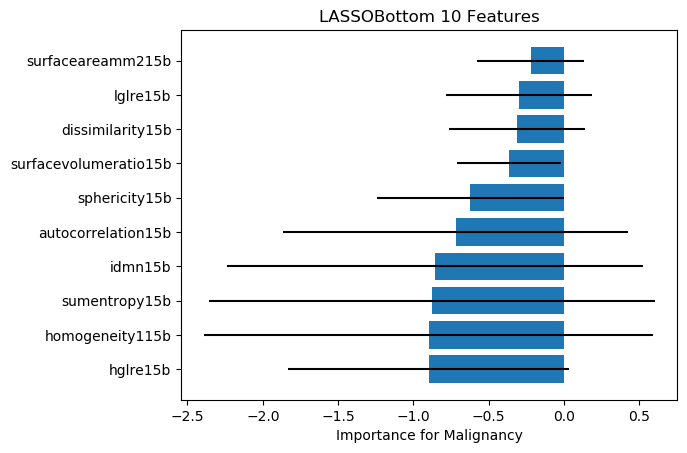 LASSOBottom 10 Features
surfaceareamm215b
lglre15b
dissimilarity15b
surfacevolumeratio15b
sphericity15b
autocorrelation15b
idmn15b
sumentropy15b
homogeneity115b
hglre15b
−2.5 −2.0 −1.5 −1.0 −0.5 0.0 0.5
Importance for Malignancy